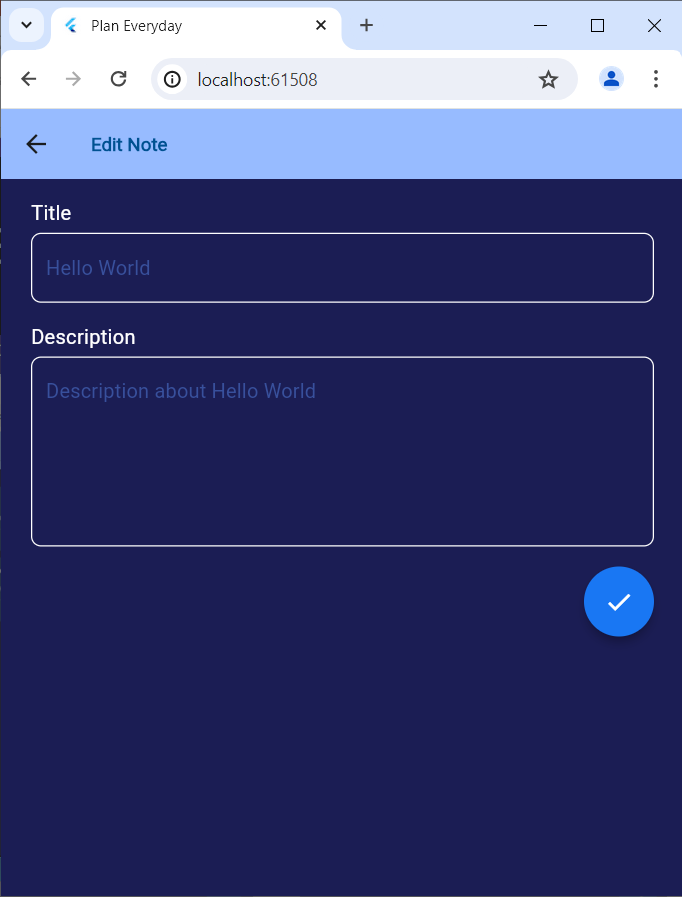 Plan Everyday
localhost:61508
Edit Note
Title
Hello World
Description
Description about Hello World